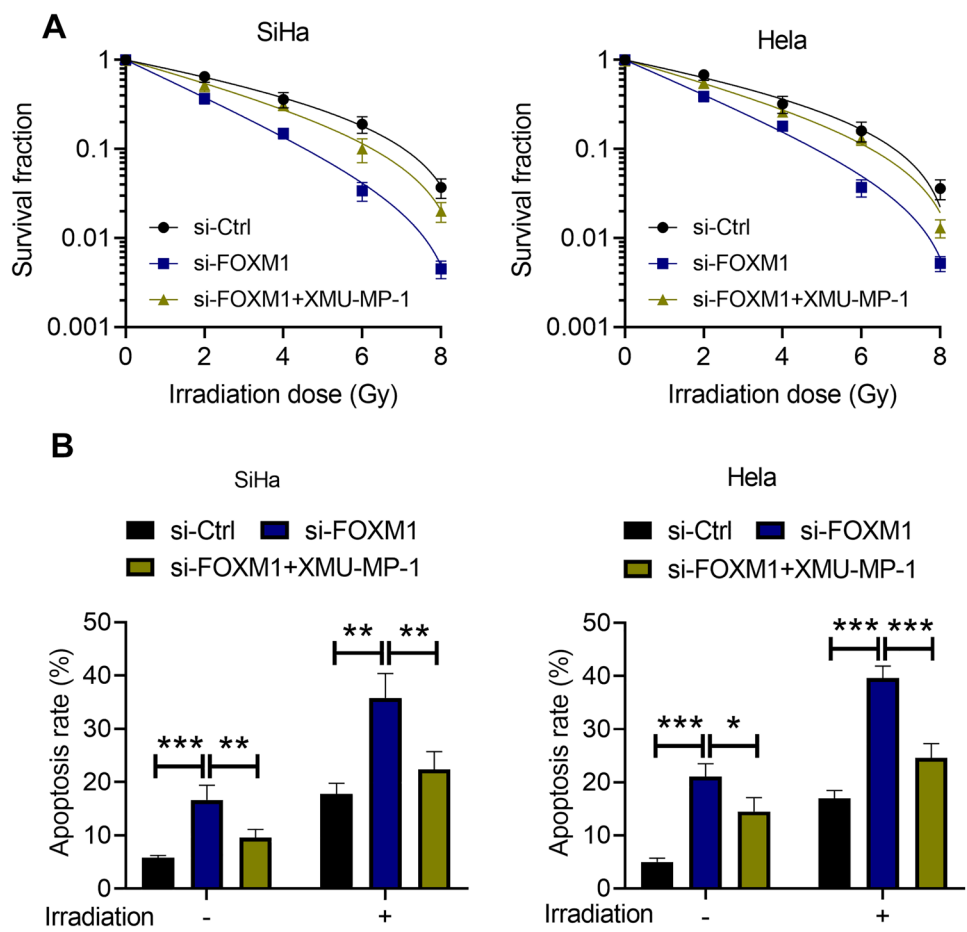 A
SiHa
Survival fraction
1
0.1
0.01
0.001
si-Ctrl
si-FOXM1
si-FOXM1+XMU-MP-1
0 2 4 6 8
Irradiation dose (Gy)
Hela
Survival fraction
1
0.1
0.01
0.001
si-Ctrl
si-FOXM1
si-FOXM1+XMU-MP-1
0 2 4 6 8
Irradiation dose (Gy)
B
SiHa
si-Ctrl si-FOXM1
si-FOXM1+XMU-MP-1
Apoptosis rate (%)
50
40
30
20
10
0
** **
*** **
Irradiation - +
Hela
si-Ctrl si-FOXM1
si-FOXM1+XMU-MP-1
Apoptosis rate (%)
50
40
30
20
10
0
*** ***
*** *
Irradiation - +